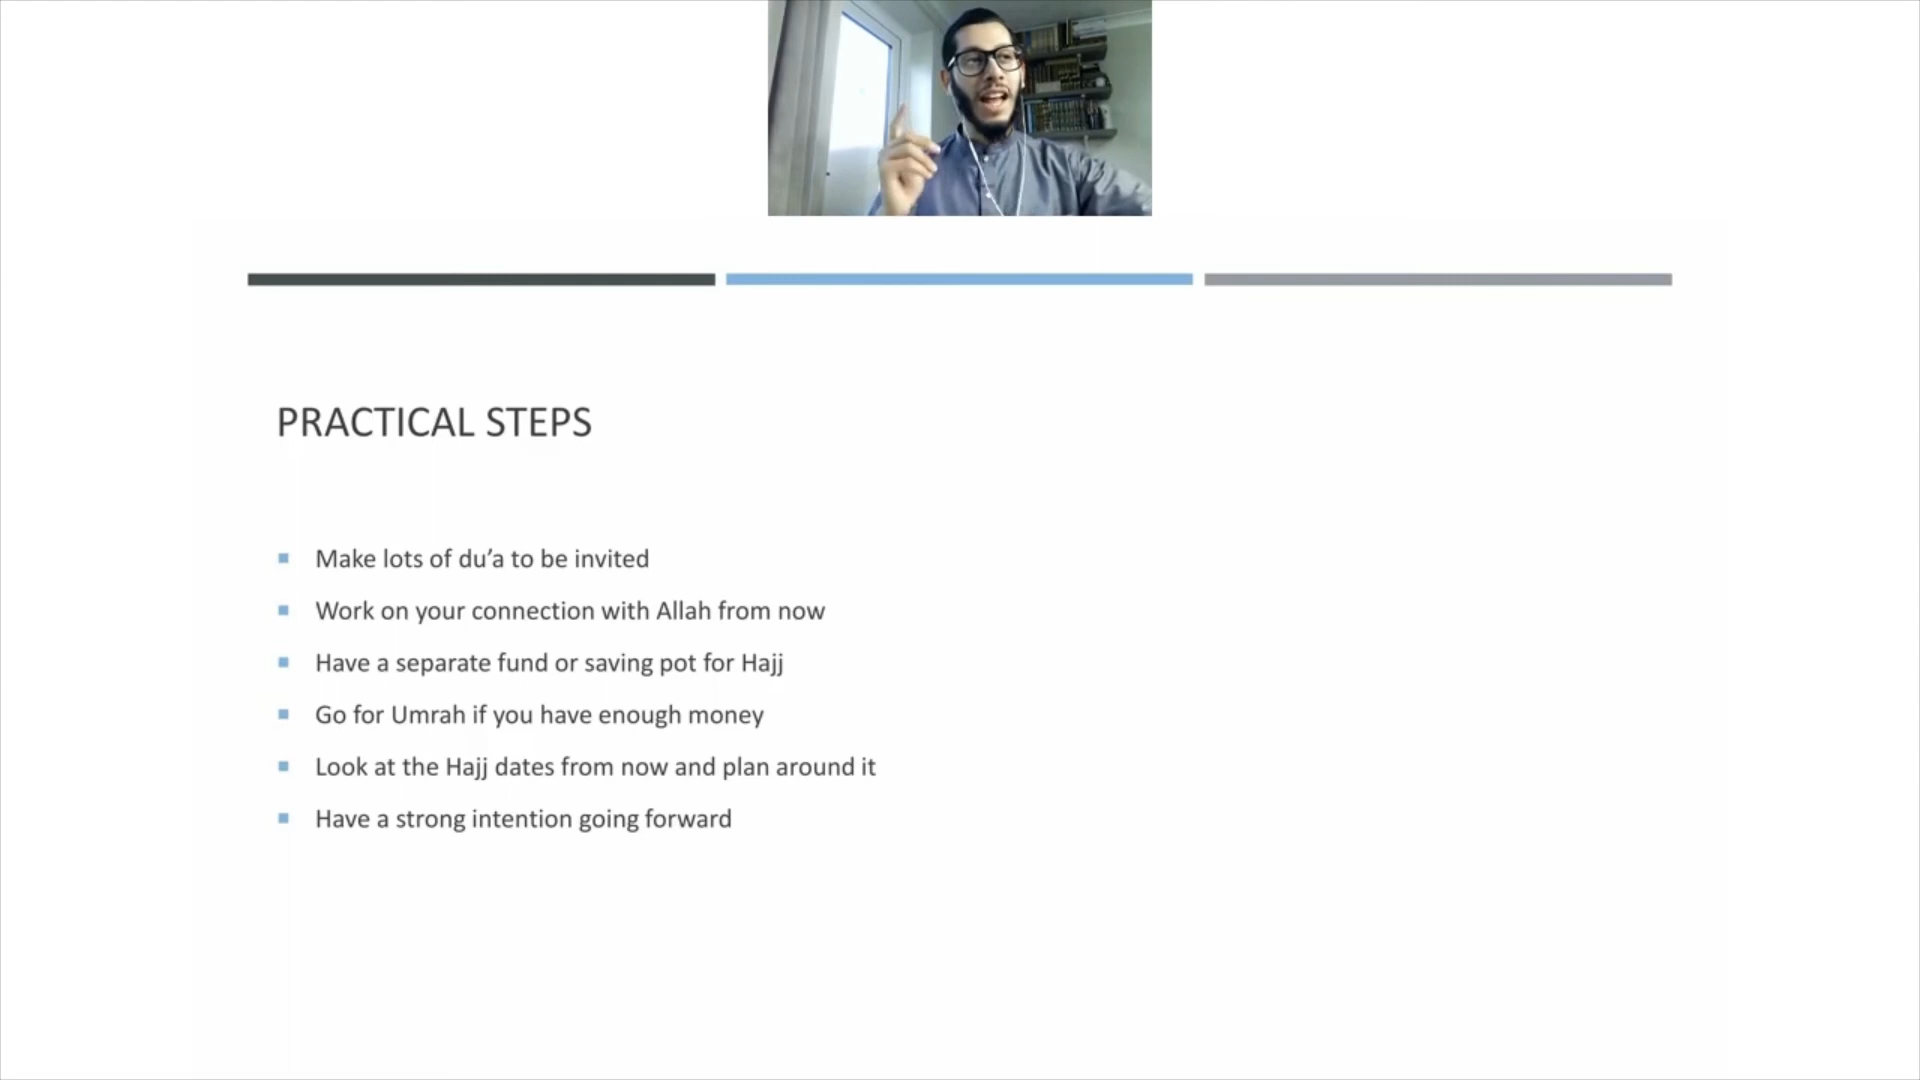 PRACTICAL STEPS
Make lots of du’a to be invited
Work on your connection with Allah from now
Have a separate fund or saving pot for Hajj
Go for Umrah if you have enough money
Look at the Hajj dates from now and plan around it
Have a strong intention going forward